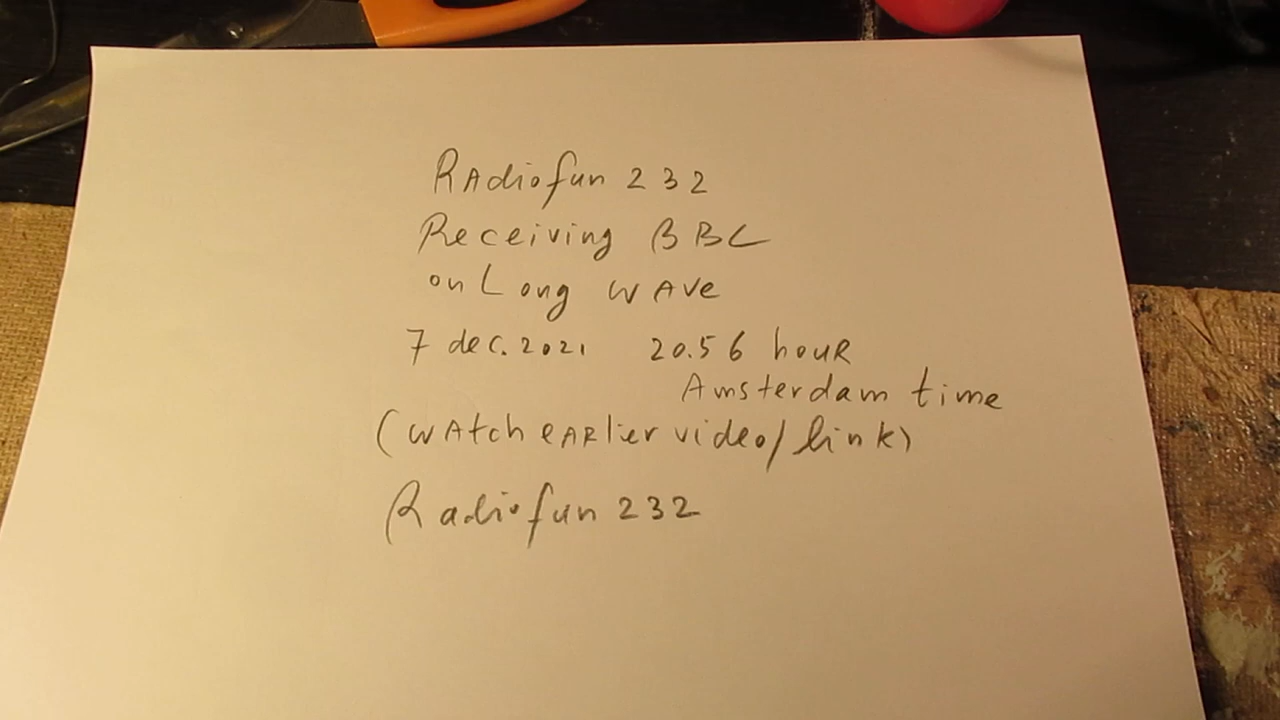 Radiofun 232
Receiving BBC
on Long wave
7 dec. 2021 20.56 hour
Amsterdam time
(watch earlier video/link)
Radiofun 232